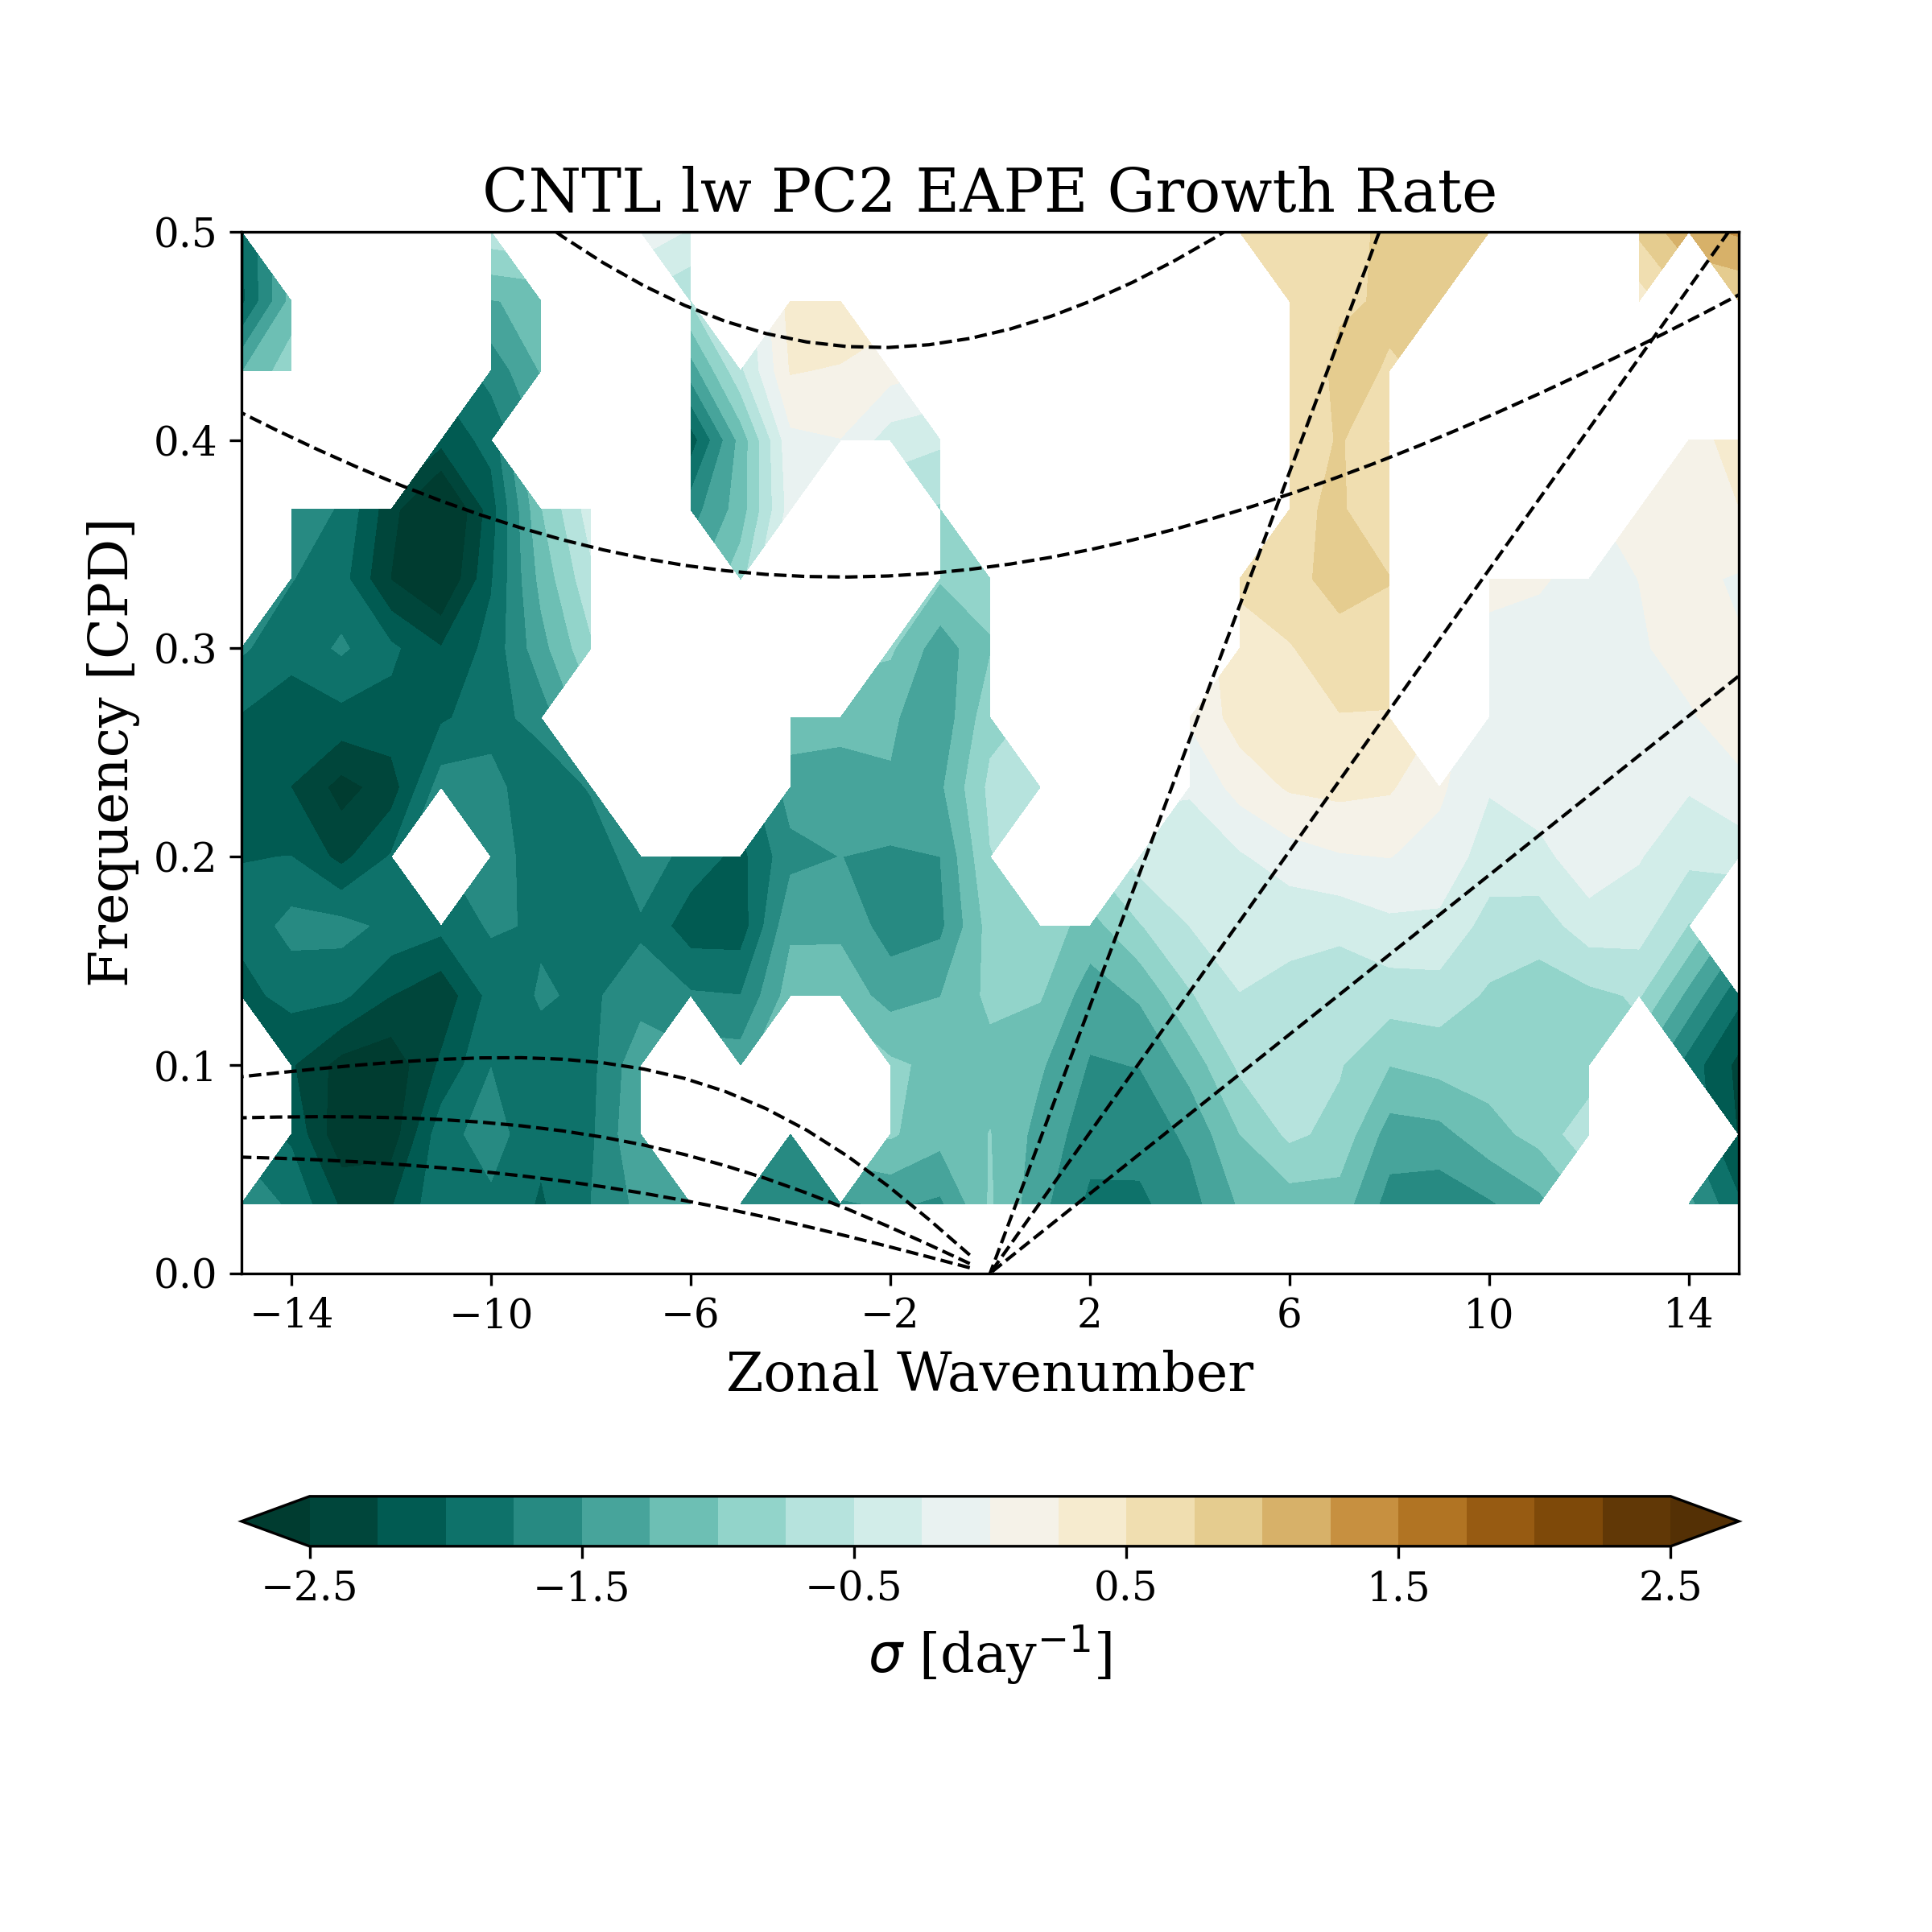 CNTL lw PC2 EAPE Growth Rate
0.5
0.4
0.3
0.2
0.1
0.0
Frequency [CPD]
−14 −10 −6 −2 2 6 10 14
Zonal Wavenumber
−2.5 −1.5 −0.5 0.5 1.5 2.5
σ [day⁻¹]